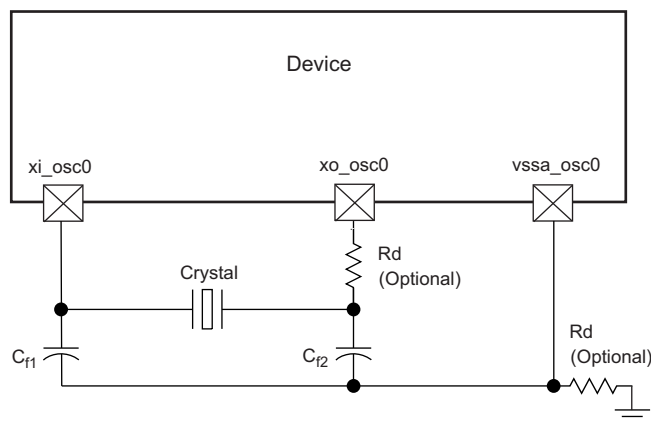 Device
xi_osc0
xo_osc0
vssa_osc0
Rd
(Optional)
Crystal
Rd
(Optional)
Cf1
Cf2